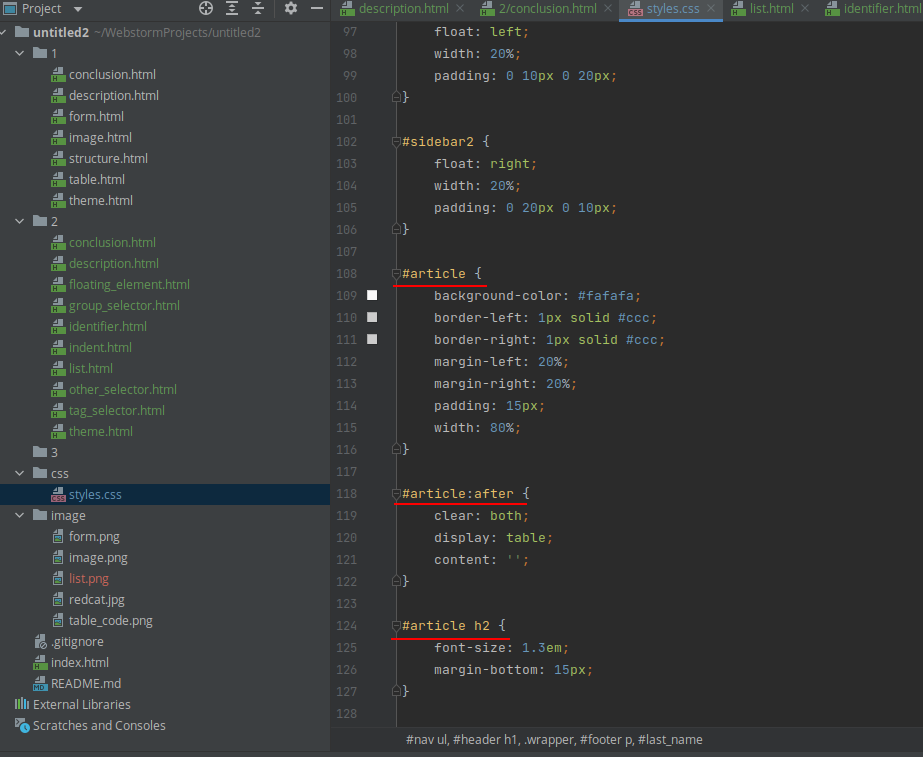 Project
untitled2 ~/WebstormProjects/untitled2
1
conclusion.html
description.html
form.html
image.html
structure.html
table.html
theme.html
2
conclusion.html
description.html
floating_element.html
group_selector.html
identifier.html
indent.html
list.html
other_selector.html
tag_selector.html
theme.html
3
css
styles.css
image
form.png
image.png
list.png
redcat.jpg
table_code.png
.gitignore
index.html
README.md
External Libraries
Scratches and Consoles
description.html 2/conclusion.html styles.css list.html identifier.html
97 float: left;
98 width: 20%;
99 padding: 0 10px 0 20px;
100 }
101
102 #sidebar2 {
103 float: right;
104 width: 20%;
105 padding: 0 20px 0 10px;
106 }
107
108 #article {
109 background-color: #fafafa;
110 border-left: 1px solid #ccc;
111 border-right: 1px solid #ccc;
112 margin-left: 20%;
113 margin-right: 20%;
114 padding: 15px;
115 width: 80%;
116 }
117
118 #article:after {
119 clear: both;
120 display: table;
121 content: '';
122 }
123
124 #article h2 {
125 font-size: 1.3em;
126 margin-bottom: 15px;
127 }
128
#nav ul, #header h1, .wrapper, #footer p, #last_name